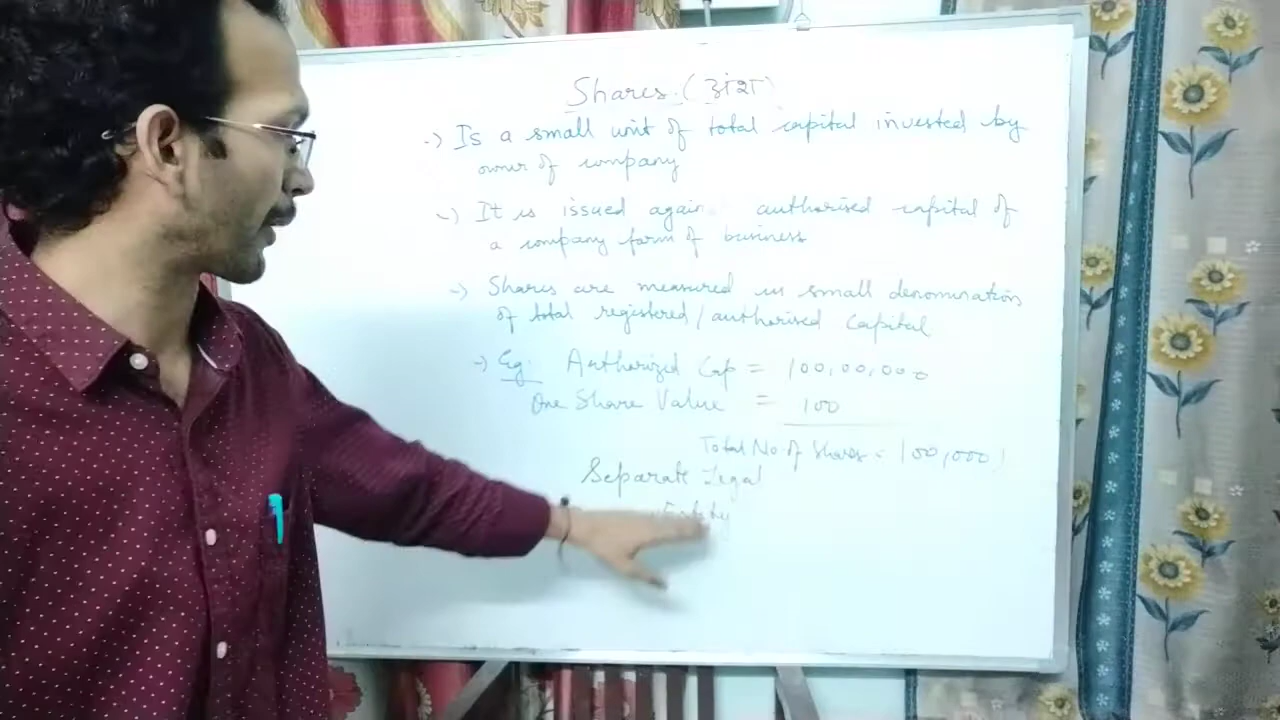 Shares. (अंश)
-) Is a small unit of total capital invested by
owner of company
-) It is issued again authorised capital of
a company form of business
-) Shares are measured in small denomination
of total registered/authorised Capital
-) Eg: Authorized Cap = 100,00,000
One Share Value = 100
Total No of Shares = 100,000
Separate Legal
Entity